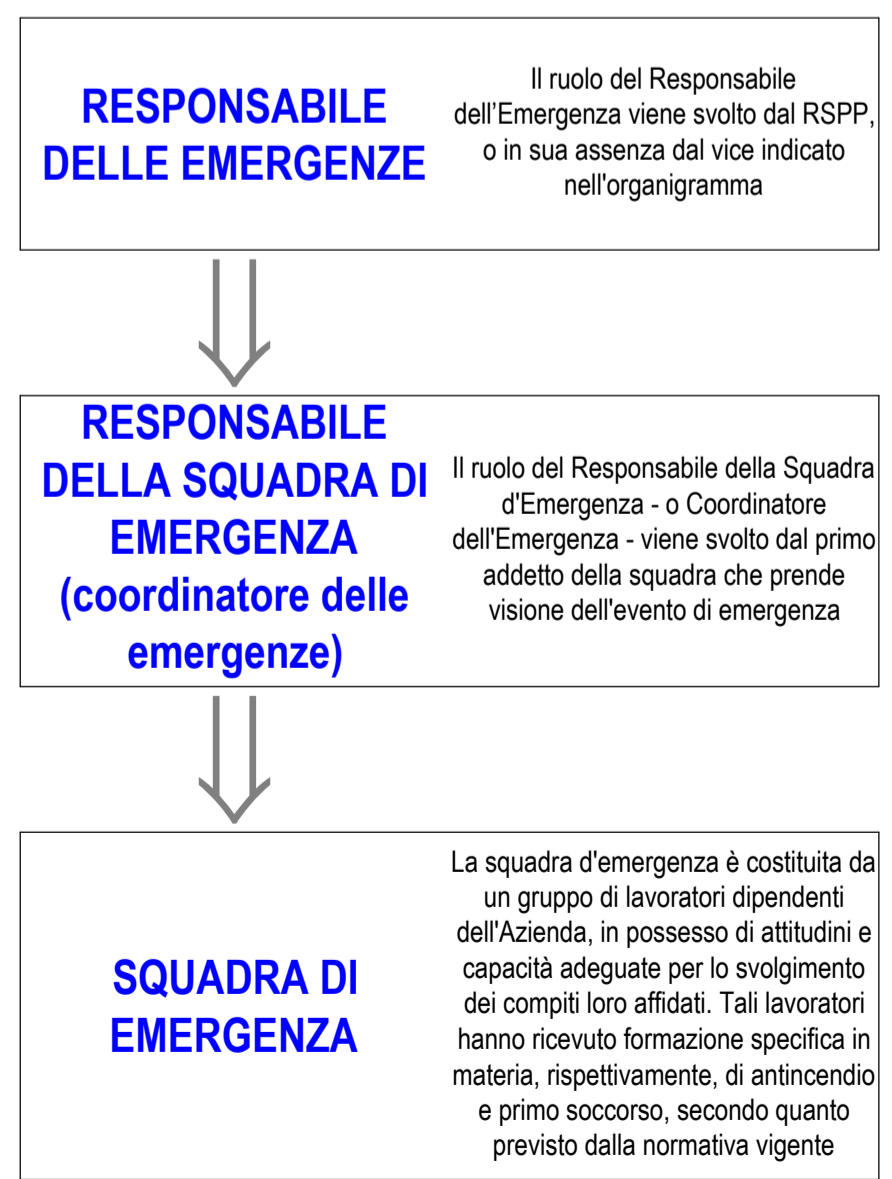 RESPONSABILE
DELLE EMERGENZE
Il ruolo del Responsabile
dell’Emergenza viene svolto dal RSPP,
o in sua assenza dal vice indicato
nell'organigramma
RESPONSABILE
DELLA SQUADRA DI
EMERGENZA
(coordinatore delle
emergenze)
Il ruolo del Responsabile della Squadra
d'Emergenza - o Coordinatore
dell'Emergenza - viene svolto dal primo
addetto della squadra che prende
visione dell'evento di emergenza
SQUADRA DI
EMERGENZA
La squadra d'emergenza è costituita da
un gruppo di lavoratori dipendenti
dell'Azienda, in possesso di attitudini e
capacità adeguate per lo svolgimento
dei compiti loro affidati. Tali lavoratori
hanno ricevuto formazione specifica in
materia, rispettivamente, di antincendio
e primo soccorso, secondo quanto
previsto dalla normativa vigente